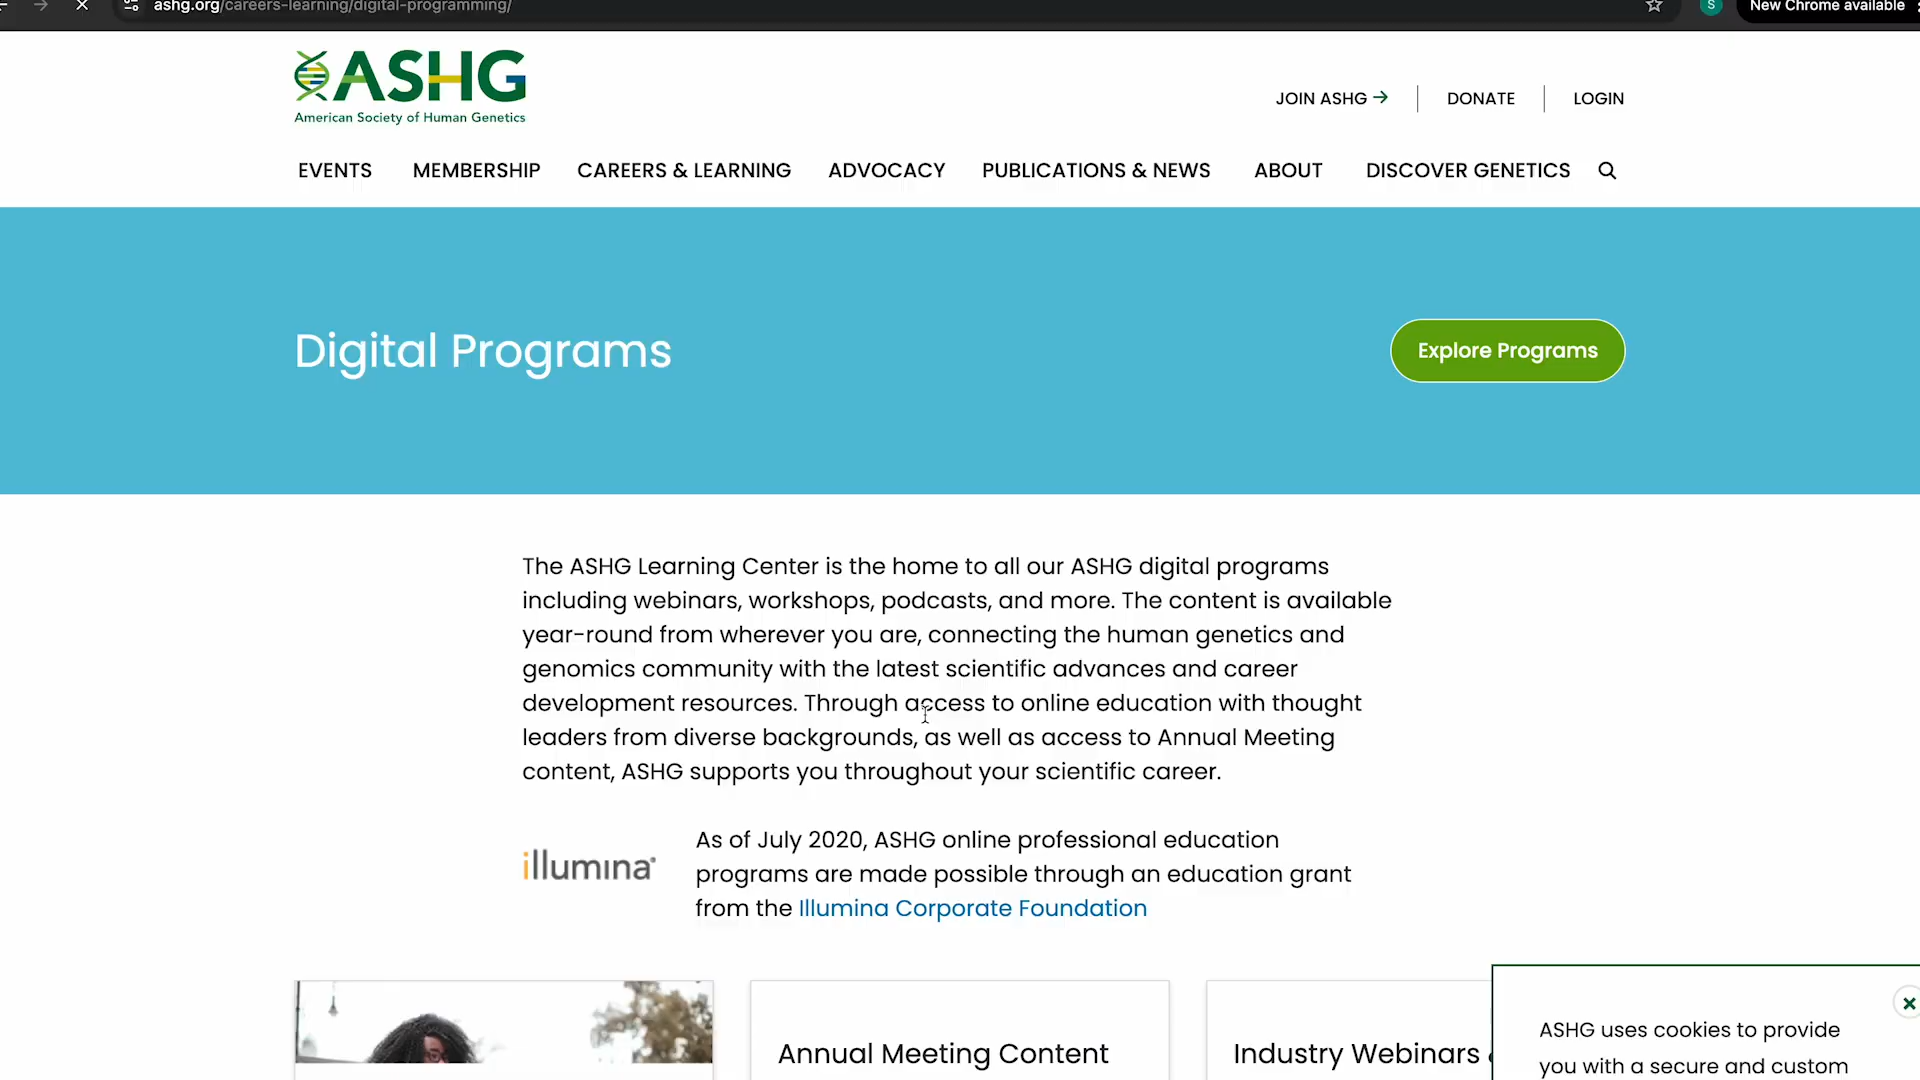 ashg.org/careers-learning/digital-programming/
S
New Chrome available
ASHG
American Society of Human Genetics
JOIN ASHG
DONATE
LOGIN
EVENTS
MEMBERSHIP
CAREERS & LEARNING
ADVOCACY
PUBLICATIONS & NEWS
ABOUT
DISCOVER GENETICS
Digital Programs
Explore Programs
The ASHG Learning Center is the home to all our ASHG digital programs
including webinars, workshops, podcasts, and more. The content is available
year-round from wherever you are, connecting the human genetics and
genomics community with the latest scientific advances and career
development resources. Through access to online education with thought
leaders from diverse backgrounds, as well as access to Annual Meeting
content, ASHG supports you throughout your scientific career.
illumina®
As of July 2020, ASHG online professional education
programs are made possible through an education grant
from the Illumina Corporate Foundation
Annual Meeting Content
Industry Webinars
ASHG uses cookies to provide
you with a secure and custom